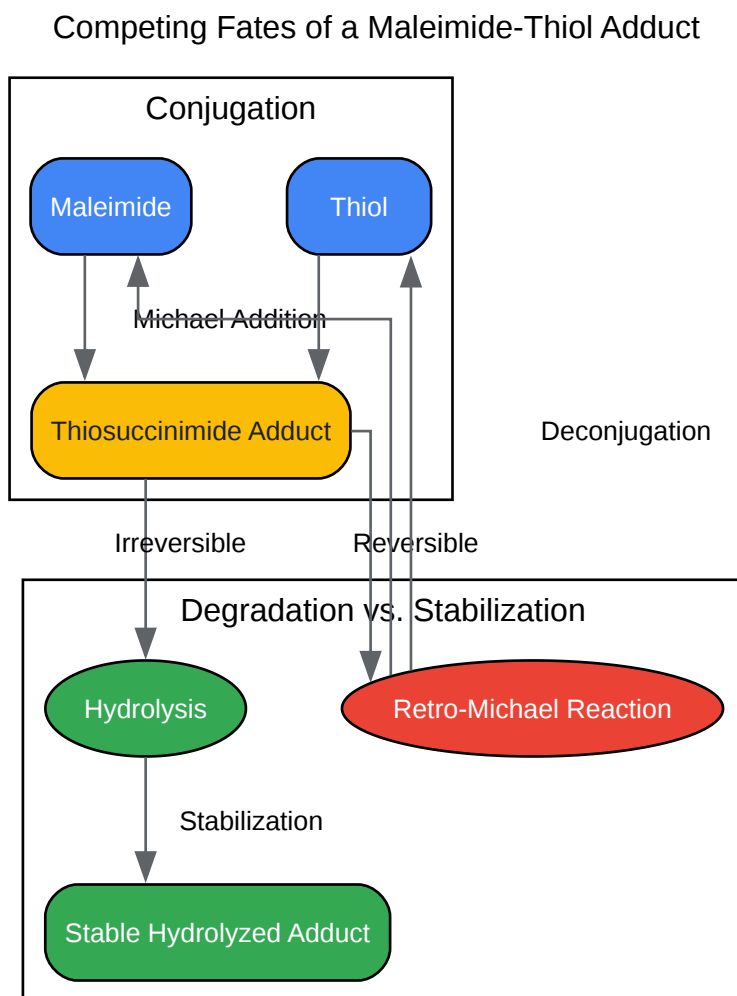 Competing Fates of a Maleimide-Thiol Adduct
Conjugation
Maleimide
Thiol
Michael Addition
Thiosuccinimide Adduct
Deconjugation
Irreversible
Reversible
Degradation vs. Stabilization
Hydrolysis
Retro-Michael Reaction
Stabilization
Stable Hydrolyzed Adduct